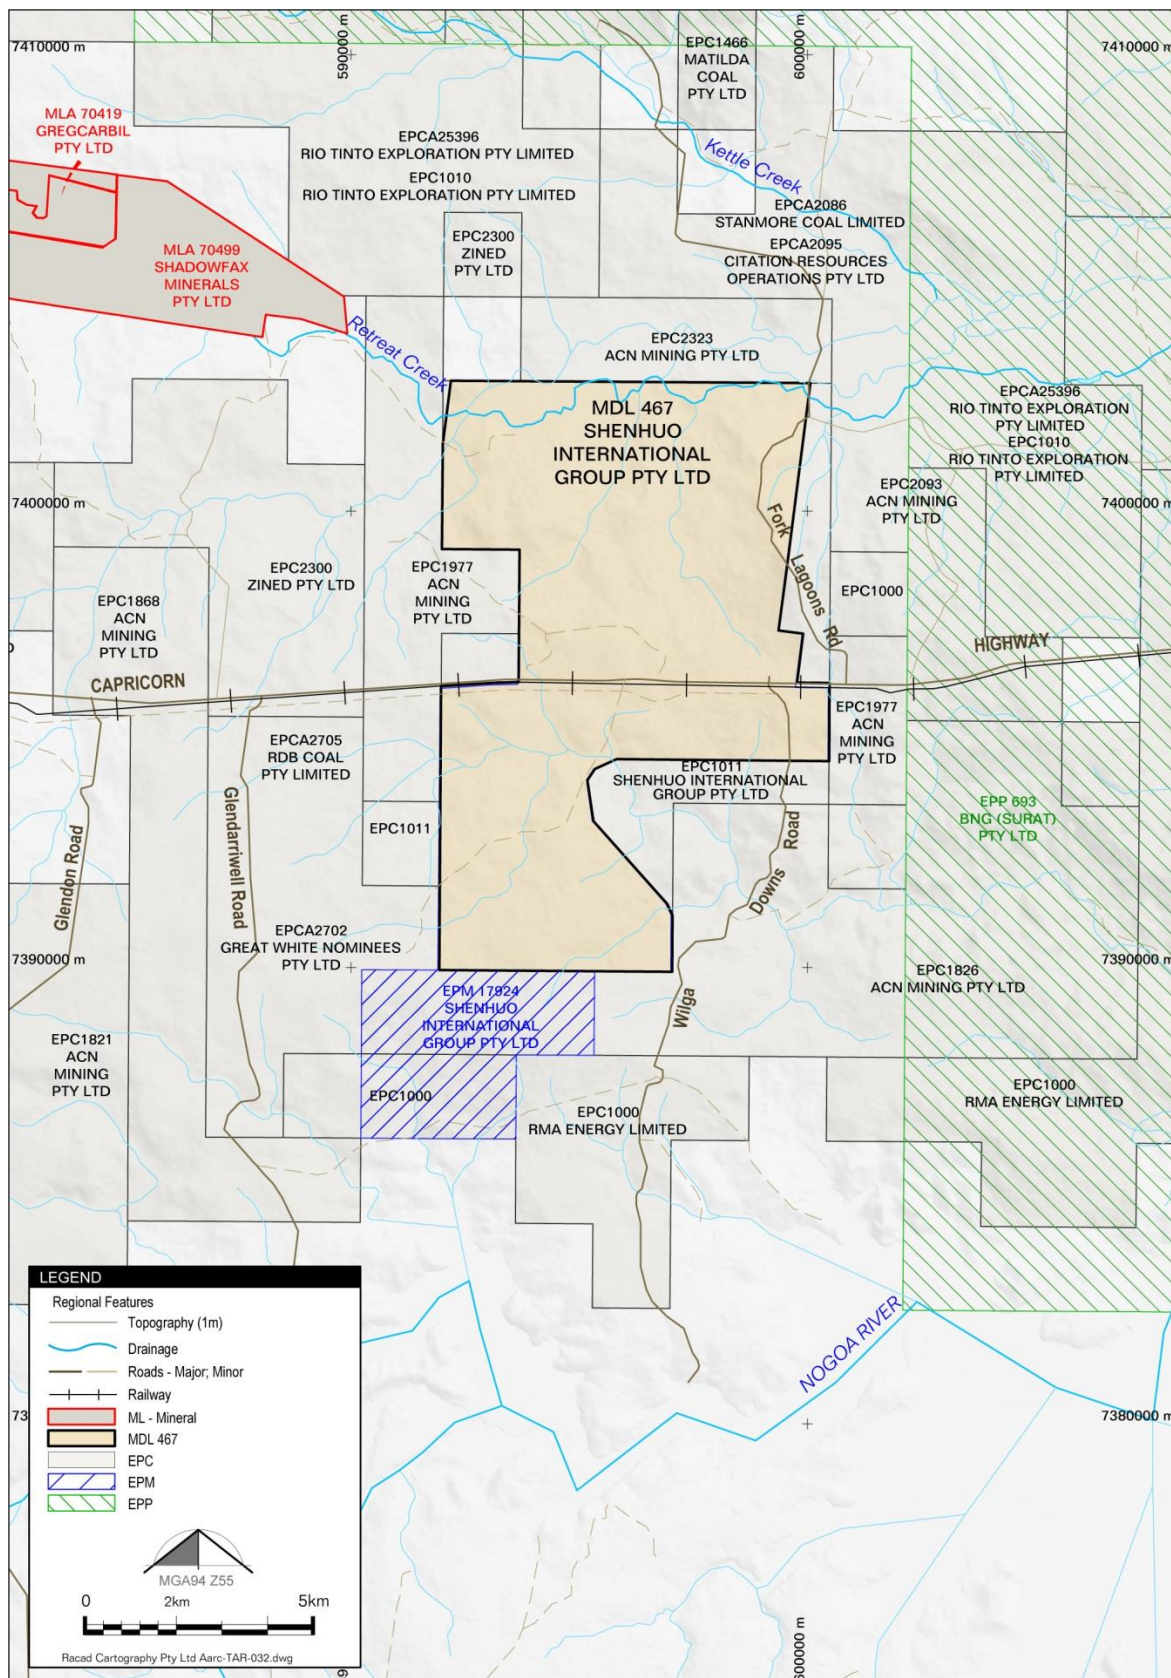 7410000 m
590000 m
600000 m
7410000 m
EPC1466
MATILDA
COAL
PTY LTD
MLA 70419
GREGCARBIL
PTY LTD
EPCA25396
RIO TINTO EXPLORATION PTY LIMITED
EPC1010
RIO TINTO EXPLORATION PTY LIMITED
Kettle Creek
EPCA2086
STANMORE COAL LIMITED
EPCA2095
CITATION RESOURCES
OPERATIONS PTY LTD
EPC2300
ZINED
PTY LTD
MLA 70499
SHADOWFAX
MINERALS
PTY LTD
Retreat Creek
EPC2323
ACN MINING PTY LTD
MDL 467
SHENHUO
INTERNATIONAL
GROUP PTY LTD
EPCA25396
RIO TINTO EXPLORATION
PTY LIMITED
EPC1010
RIO TINTO EXPLORATION
PTY LIMITED
7400000 m
EPC2093
ACN MINING
PTY LTD
7400000 m
Fork Lagoons Rd
EPC2300
ZINED PTY LTD
EPC1977
ACN
MINING
PTY LTD
EPC1868
ACN
MINING
PTY LTD
EPC1000
CAPRICORN
HIGHWAY
EPC1977
ACN
MINING
PTY LTD
EPCA2705
RDB COAL
PTY LIMITED
EPC1011
SHENHUO INTERNATIONAL
GROUP PTY LTD
EPC1011
Glendon Road
Glendarriwell Road
Wilga Downs Road
EPP 693
BNG (SURAT)
PTY LTD
EPCA2702
GREAT WHITE NOMINEES
PTY LTD
7390000 m
7390000 m
EPC1826
ACN MINING PTY LTD
EPM 17924
SHENHUO
INTERNATIONAL
GROUP PTY LTD
EPC1821
ACN
MINING
PTY LTD
EPC1000
EPC1000
RMA ENERGY LIMITED
EPC1000
RMA ENERGY LIMITED
NOGOA RIVER
73
7380000 m
LEGEND
Regional Features
Topography (1m)
Drainage
Roads - Major; Minor
Railway
ML - Mineral
MDL 467
EPC
EPM
EPP
MGA94 Z55
0 2km 5km
Racad Cartography Pty Ltd Aarc-TAR-032.dwg